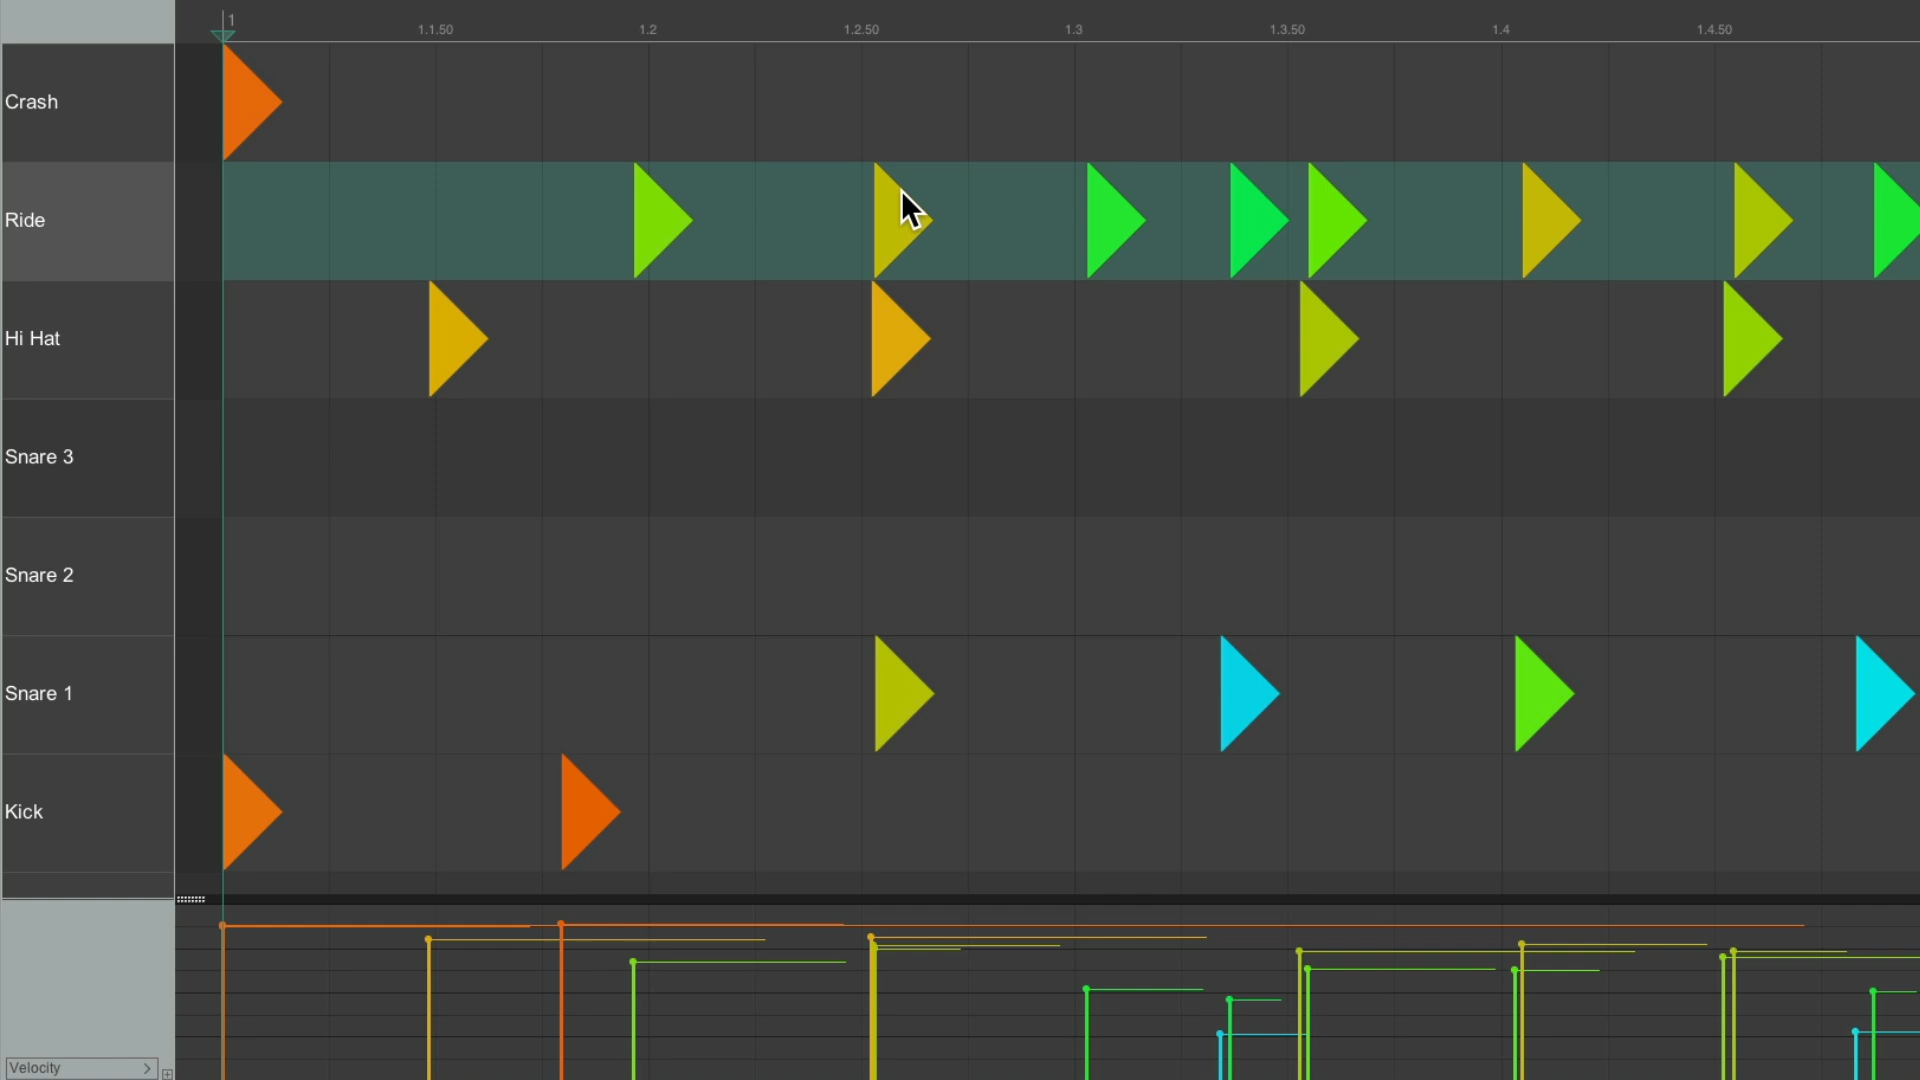 1
1.1.50
1.2
1.2.50
1.3
1.3.50
1.4
1.4.50
Crash
Ride
Hi Hat
Snare 3
Snare 2
Snare 1
Kick
Velocity